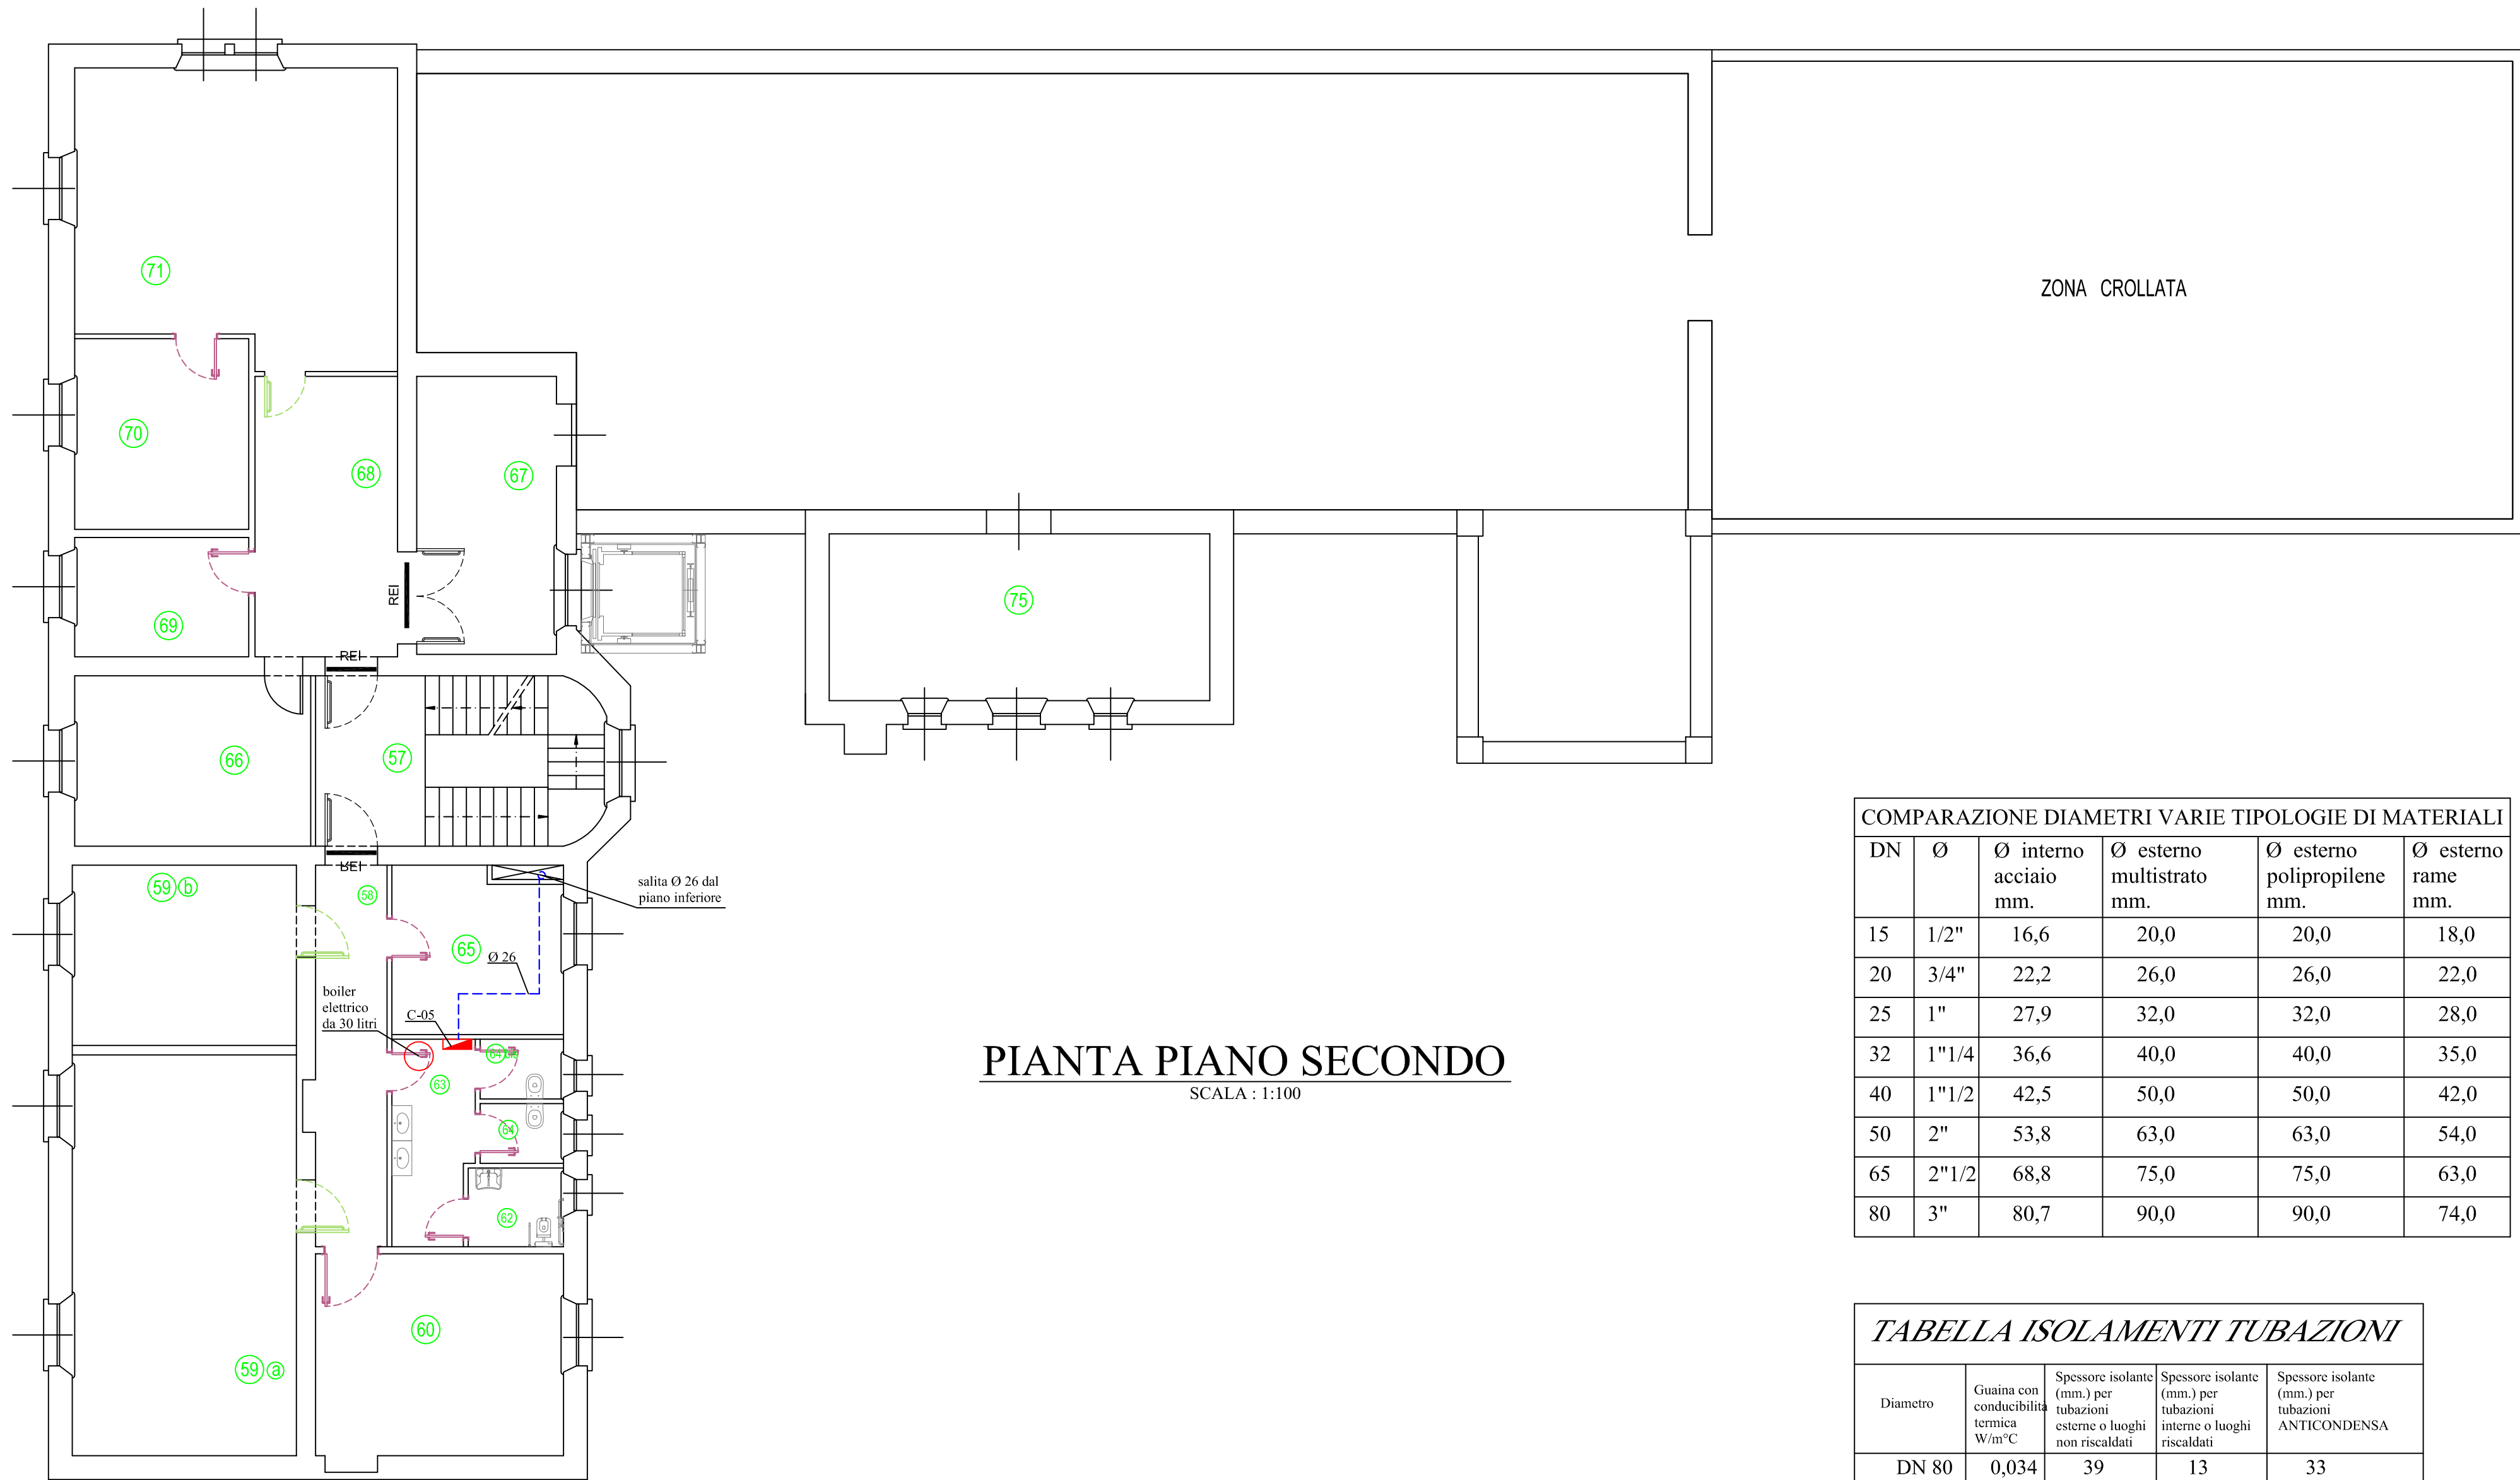 ZONA CROLLATA
71
70
68
67
REI
75
69
REI
66
57
REI
59 b
58
salita Ø 26 dal
piano inferiore
65
Ø 26
boiler
elettrico
da 30 litri
C-05
64
63
64
62
60
59 a
PIANTA PIANO SECONDO
SCALA : 1:100
COMPARAZIONE DIAMETRI VARIE TIPOLOGIE DI MATERIALI
DN Ø Ø interno acciaio mm. Ø esterno multistrato mm. Ø esterno polipropilene mm. Ø esterno rame mm.
15 1/2" 16,6 20,0 20,0 18,0
20 3/4" 22,2 26,0 26,0 22,0
25 1" 27,9 32,0 32,0 28,0
32 1"1/4 36,6 40,0 40,0 35,0
40 1"1/2 42,5 50,0 50,0 42,0
50 2" 53,8 63,0 63,0 54,0
65 2"1/2 68,8 75,0 75,0 63,0
80 3" 80,7 90,0 90,0 74,0
TABELLA ISOLAMENTI TUBAZIONI
Diametro
Guaina con
conducibilità
termica
W/m°C
Spessore isolante
(mm.) per
tubazioni
esterne o luoghi
non riscaldati
Spessore isolante
(mm.) per
tubazioni
interne o luoghi
riscaldati
Spessore isolante
(mm.) per
tubazioni
ANTICONDENSA
DN 80 0,034 39 13 33